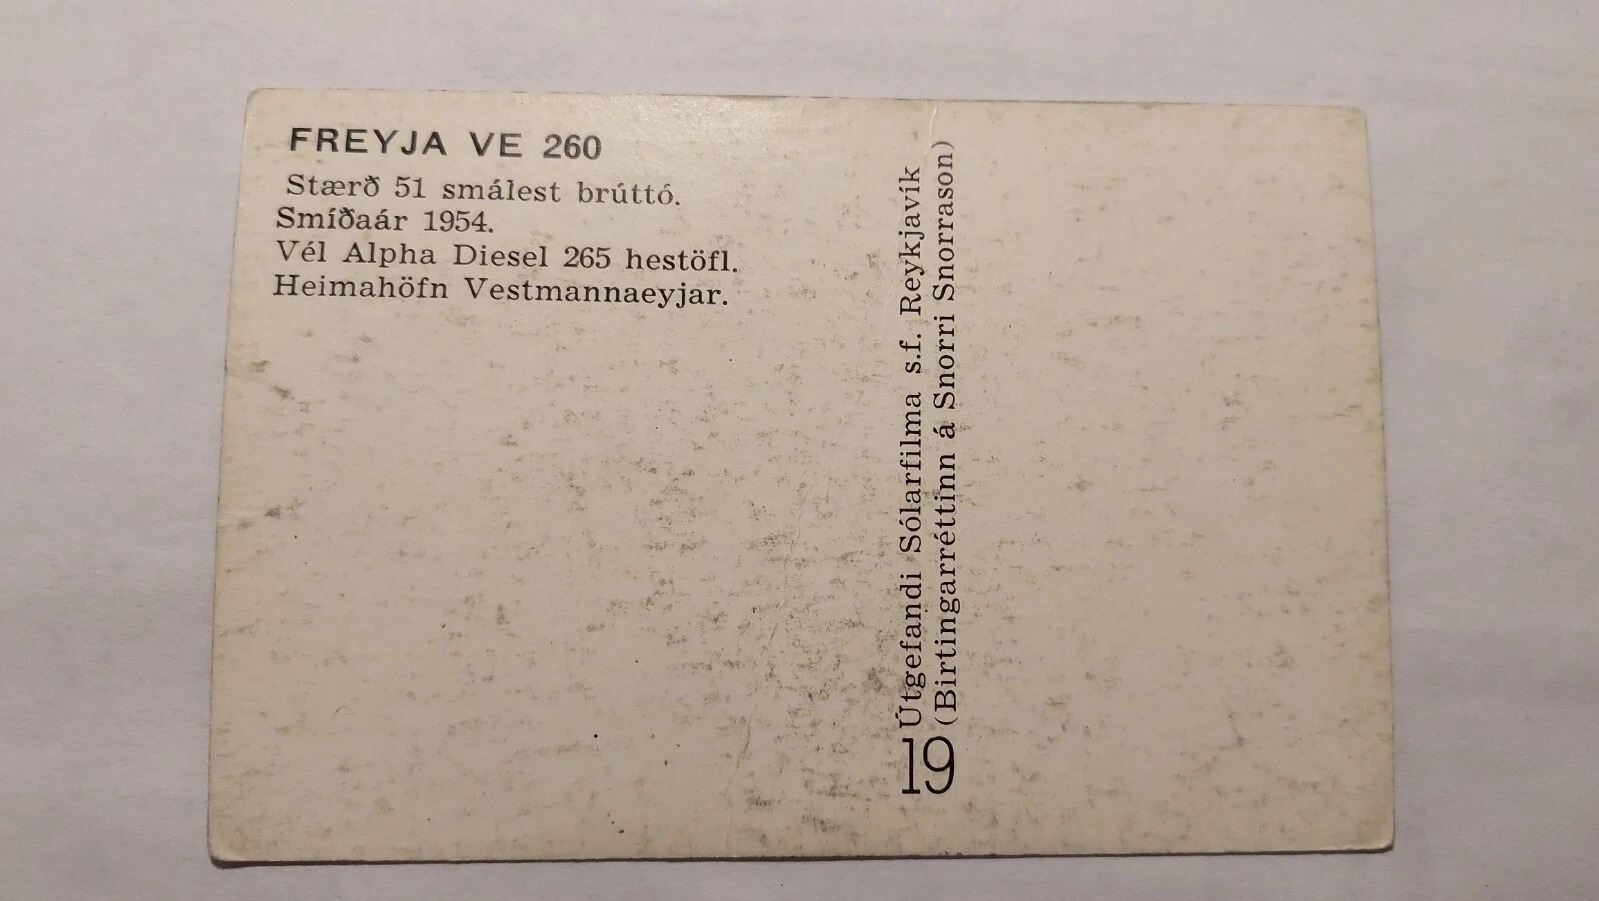 FREYJA VE 260
Stærð 51 smálest brúttó.
Smíðaár 1954.
Vél Alpha Diesel 265 hestöfl.
Heimahöfn Vestmannaeyjar.
Útgefandi Sólarfilma s.f. Reykjavík
(Birtingarréttinn á Snorri Snorrason)
19